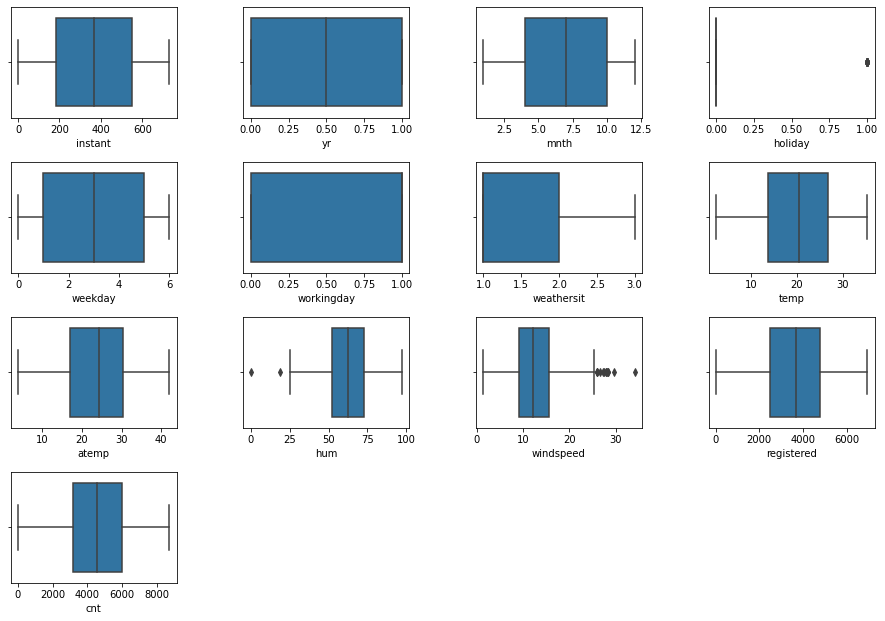 0 200 400 600
instant
0.00 0.25 0.50 0.75 1.00
yr
2.5 5.0 7.5 10.0 12.5
mnth
0.00 0.25 0.50 0.75 1.00
holiday
0 2 4 6
weekday
0.00 0.25 0.50 0.75 1.00
workingday
1.0 1.5 2.0 2.5 3.0
weathersit
10 20 30
temp
10 20 30 40
atemp
0 25 50 75 100
hum
0 10 20 30
windspeed
0 2000 4000 6000
registered
0 2000 4000 6000 8000
cnt